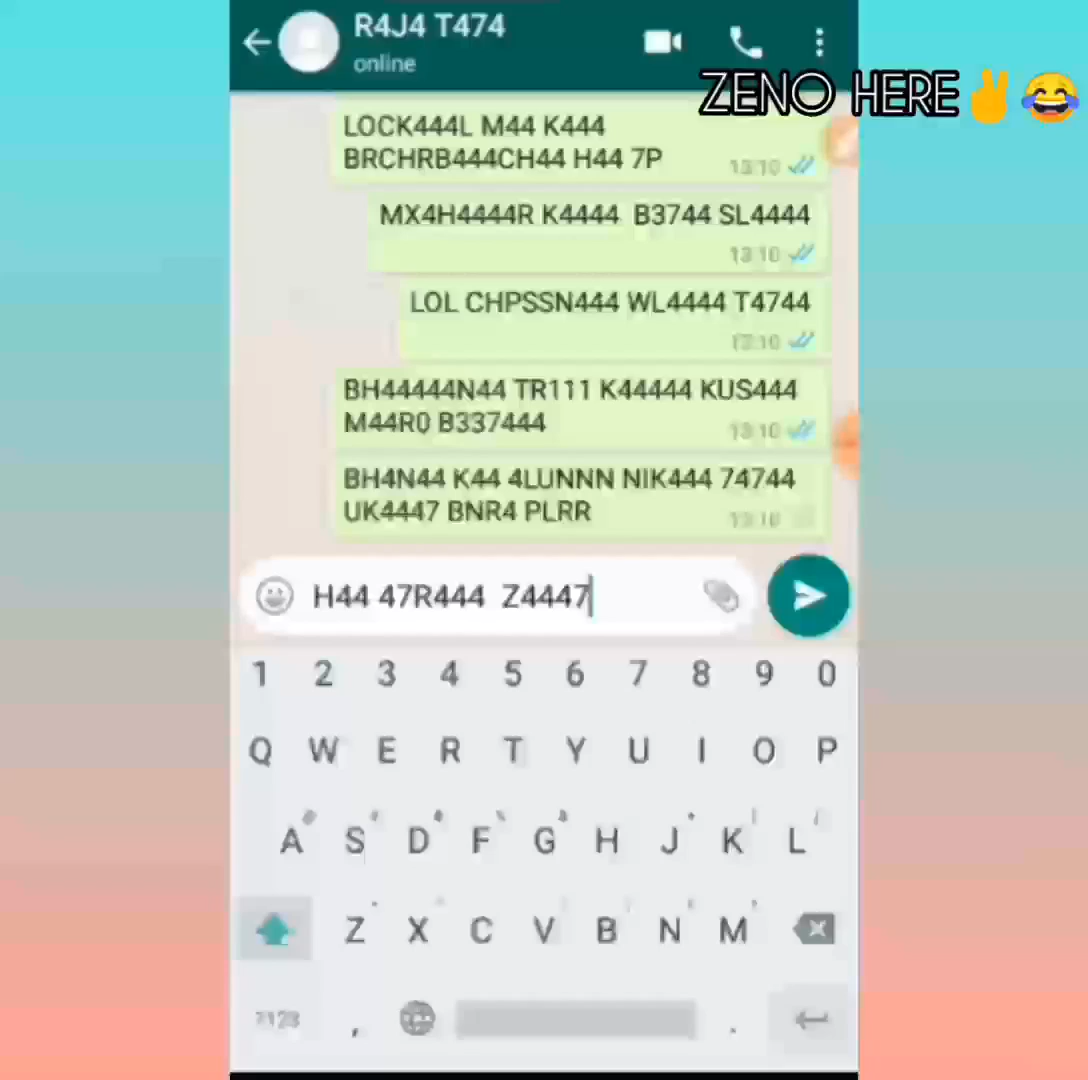 R4J4 T474
online
ZENO HERE✌️😂
LOCK444L M44 K444
BRCHRB444CH44 H44 7P
13:10
MX4H4444R K4444 B3744 SL4444
13:10
LOL CHPSSN444 WL4444 T4744
13:10
BH44444N44 TR111 K44444 KUS444
M44R0 B337444
13:10
BH4N44 K44 4LUNNN NIK444 74744
UK4447 BNR4 PLRR
13:10
H44 47R444 Z4447
1 2 3 4 5 6 7 8 9 0
Q W E R T Y U I O P
A S D F G H J K L
Z X C V B N M
?123 , .